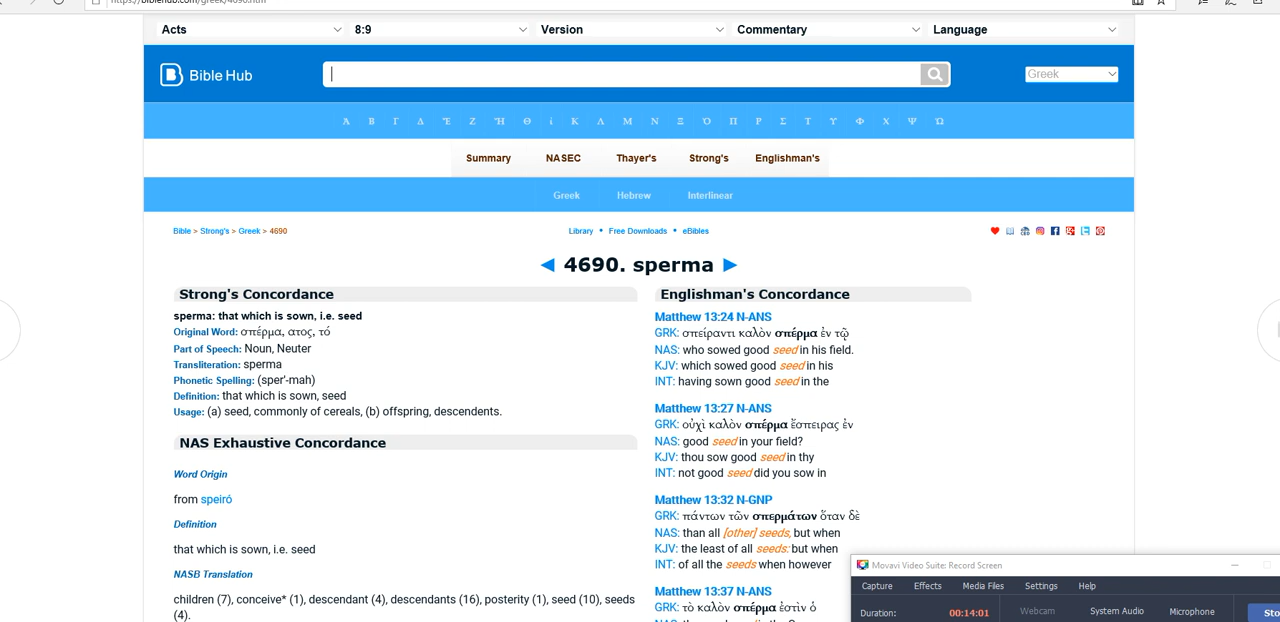 https://biblehub.com/greek/4690.htm
Acts 8:9 Version Commentary Language
Bible Hub Greek
Α Β Γ Δ Ἐ Ζ Ἡ Θ ἰ Κ Λ Μ Ν Ξ Ὁ Π Ρ Σ Τ Υ Φ Χ Ψ Ω
Summary NASEC Thayer's Strong's Englishman's
Greek Hebrew Interlinear
Bible > Strong's > Greek > 4690
Library • Free Downloads • eBibles
◄ 4690. sperma ►
Strong's Concordance
sperma: that which is sown, i.e. seed
Original Word: σπέρμα, ατος, τό
Part of Speech: Noun, Neuter
Transliteration: sperma
Phonetic Spelling: (sper'-mah)
Definition: that which is sown, seed
Usage: (a) seed, commonly of cereals, (b) offspring, descendents.
NAS Exhaustive Concordance
Word Origin
from speiró
Definition
that which is sown, i.e. seed
NASB Translation
children (7), conceive* (1), descendant (4), descendants (16), posterity (1), seed (10), seeds
(4).
Englishman's Concordance
Matthew 13:24 N-ANS
GRK: σπείραντι καλὸν σπέρμα ἐν τῷ
NAS: who sowed good seed in his field.
KJV: which sowed good seed in his
INT: having sown good seed in the
Matthew 13:27 N-ANS
GRK: οὐχὶ καλὸν σπέρμα ἔσπειρας ἐν
NAS: good seed in your field?
KJV: thou sow good seed in thy
INT: not good seed did you sow in
Matthew 13:32 N-GNP
GRK: πάντων τῶν σπερμάτων ὅταν δὲ
NAS: than all [other] seeds, but when
KJV: the least of all seeds: but when
INT: of all the seeds when however
Matthew 13:37 N-ANS
GRK: τὸ καλὸν σπέρμα ἐστὶν ὁ
Movavi Video Suite: Record Screen
Capture Effects Media Files Settings Help
Duration: 00:14:01 Webcam System Audio Microphone